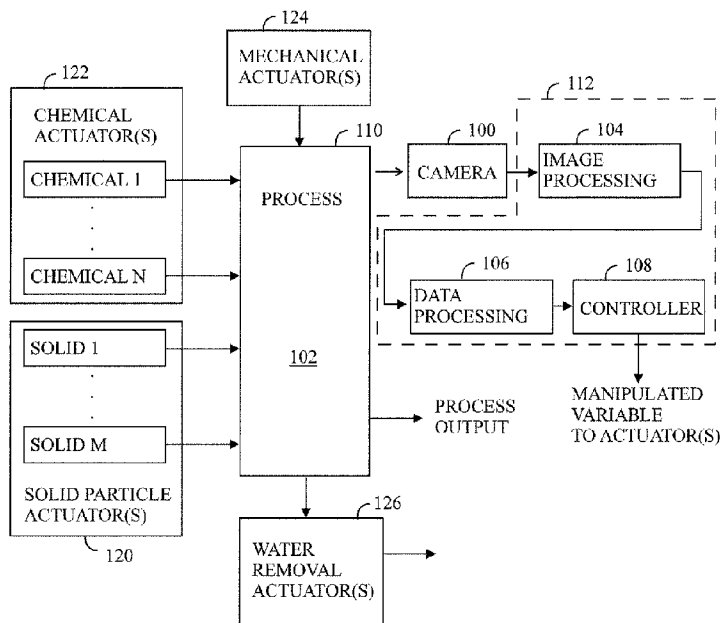 124
MECHANICAL
ACTUATOR(S)
122
CHEMICAL
ACTUATOR(S)
CHEMICAL 1
CHEMICAL N
SOLID 1
SOLID M
SOLID PARTICLE
ACTUATOR(S)
120
110
PROCESS
102
100
CAMERA
112
104
IMAGE
PROCESSING
106
DATA
PROCESSING
108
CONTROLLER
MANIPULATED
VARIABLE
TO ACTUATOR(S)
PROCESS
OUTPUT
126
WATER
REMOVAL
ACTUATOR(S)